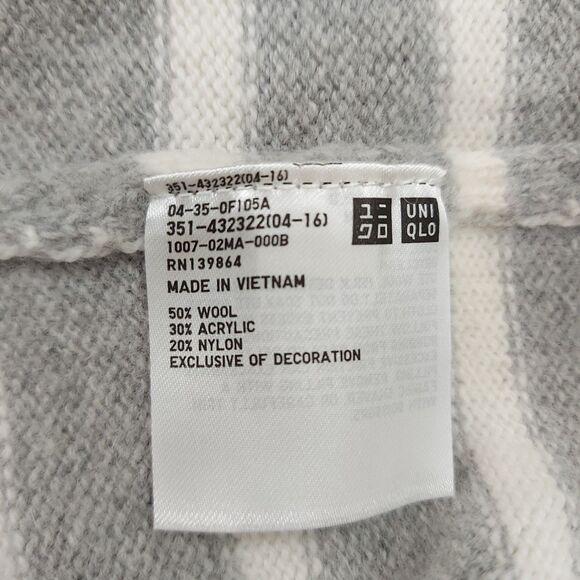 351-432322(04-16)
04-35-0F105A
351-432322(04-16)
1007-02MA-000B
RN139864
MADE IN VIETNAM
ユニ
クロ
UNI
QLO
50% WOOL
30% ACRYLIC
20% NYLON
EXCLUSIVE OF DECORATION